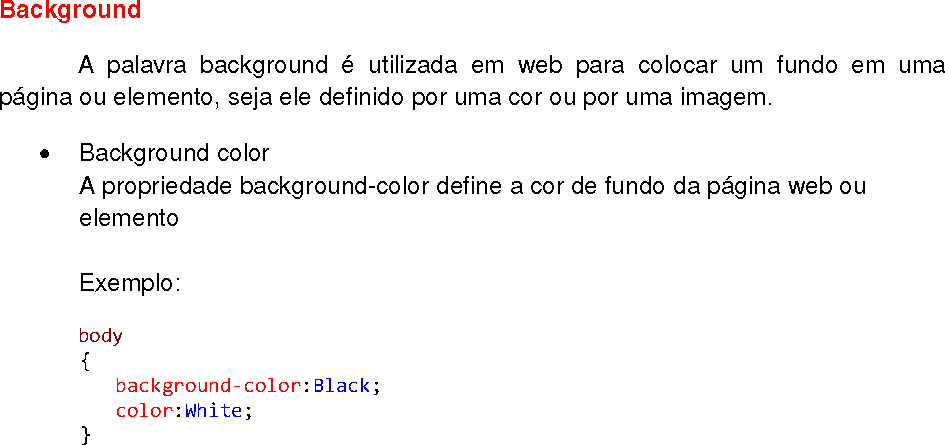 Background
A palavra background é utilizada em web para colocar um fundo em uma
página ou elemento, seja ele definido por uma cor ou por uma imagem.
• Background color
A propriedade background-color define a cor de fundo da página web ou
elemento
Exemplo:
body
{
background-color:Black;
color:White;
}